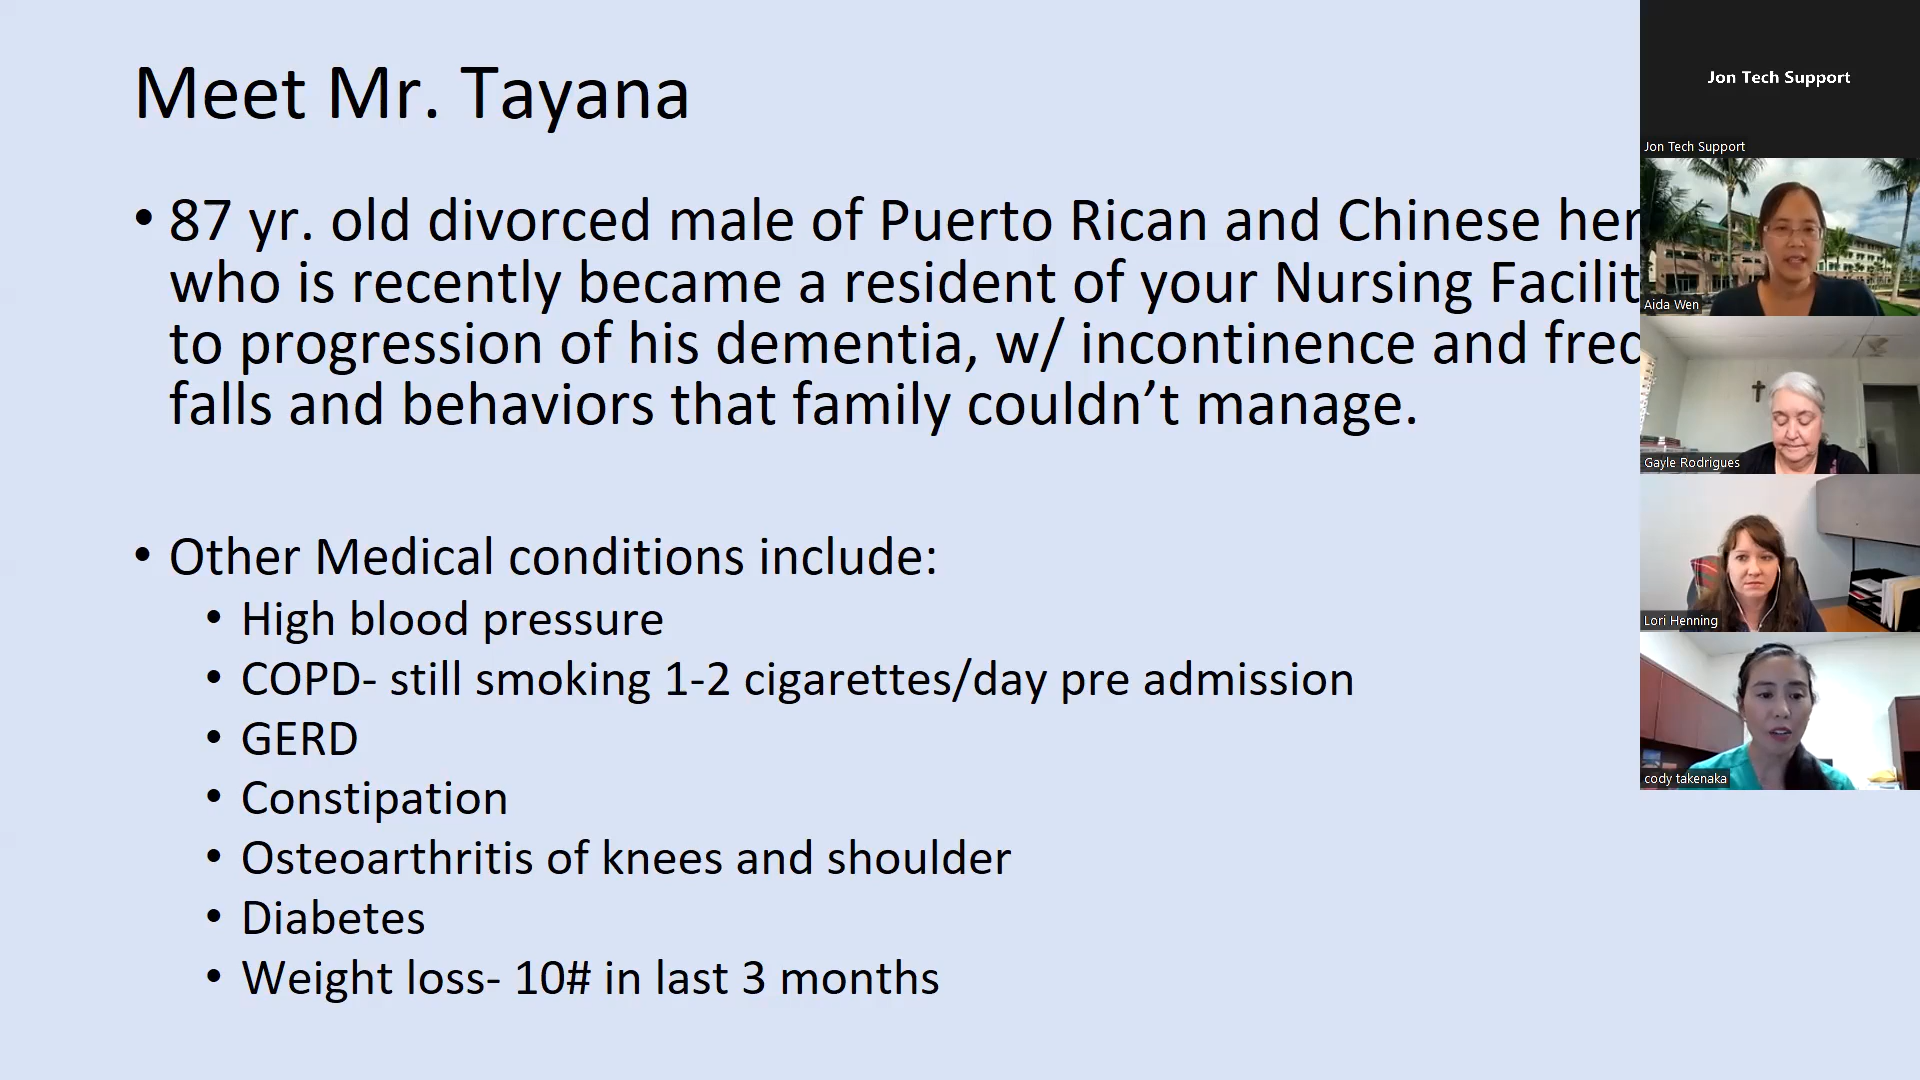 Meet Mr. Tayana
• 87 yr. old divorced male of Puerto Rican and Chinese her
who is recently became a resident of your Nursing Facilit
to progression of his dementia, w/ incontinence and freq
falls and behaviors that family couldn’t manage.
• Other Medical conditions include:
• High blood pressure
• COPD- still smoking 1-2 cigarettes/day pre admission
• GERD
• Constipation
• Osteoarthritis of knees and shoulder
• Diabetes
• Weight loss- 10# in last 3 months
Jon Tech Support
Jon Tech Support
Aida Wen
Gayle Rodrigues
Lori Henning
cody takenaka